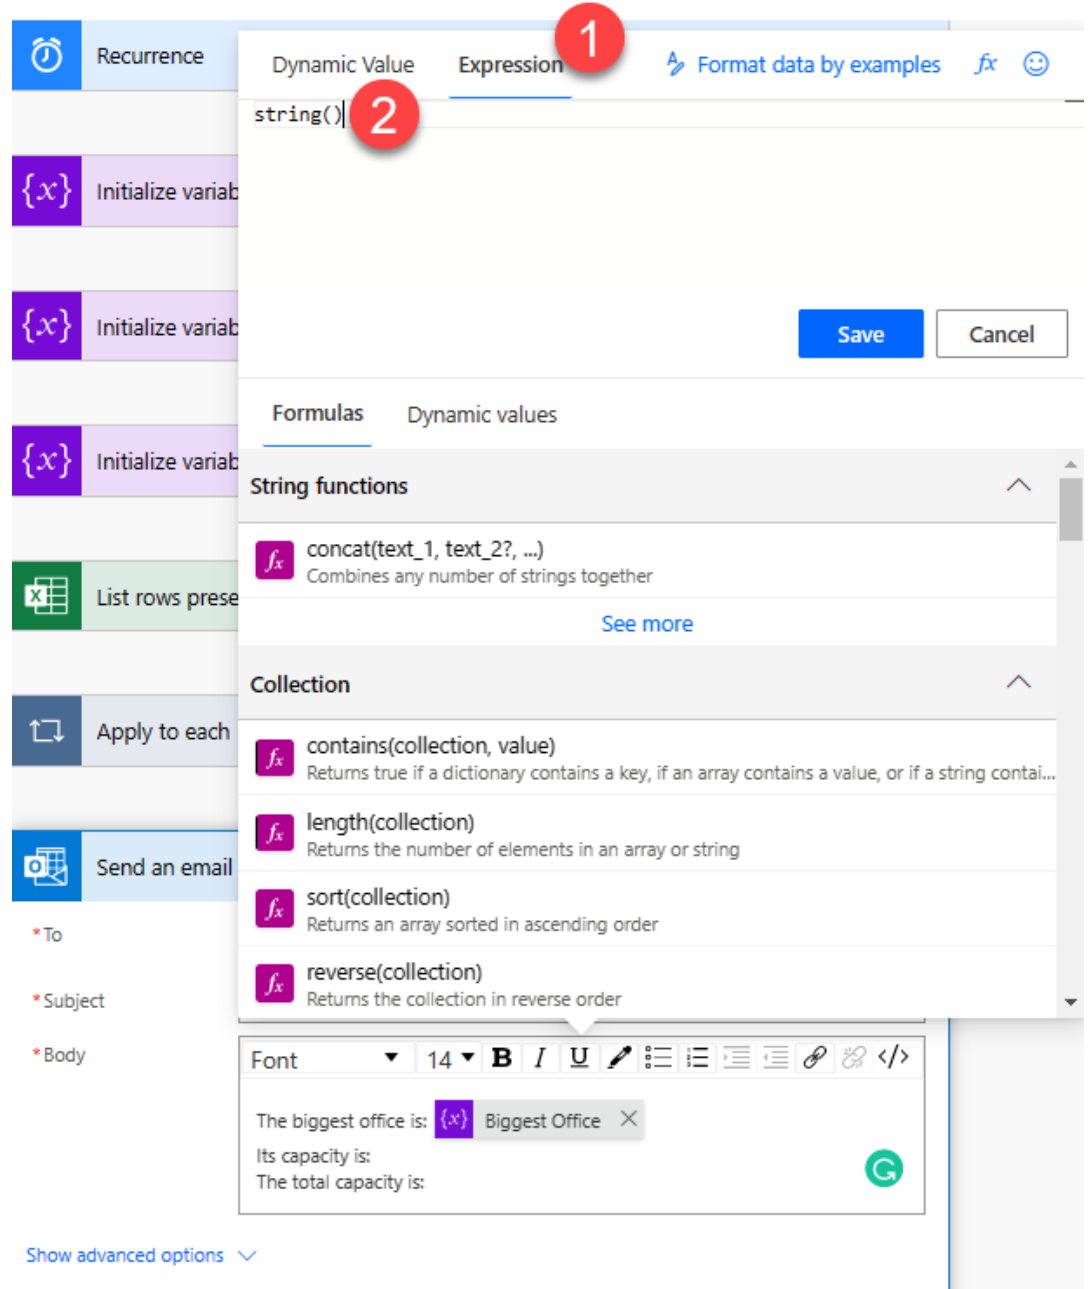 Recurrence
Dynamic Value Expression 1 Format data by examples fx
string() 2
{x} Initialize variab
{x} Initialize variab
Save Cancel
Formulas Dynamic values
{x} Initialize variab
String functions
fx concat(text_1, text_2?, ...)
Combines any number of strings together
List rows prese
See more
Collection
Apply to each
fx contains(collection, value)
Returns true if a dictionary contains a key, if an array contains a value, or if a string contai...
fx length(collection)
Returns the number of elements in an array or string
Send an email
fx sort(collection)
Returns an array sorted in ascending order
*To
fx reverse(collection)
Returns the collection in reverse order
*Subject
*Body
Font 14 B I U </>
The biggest office is: {x} Biggest Office ×
Its capacity is:
The total capacity is:
Show advanced options